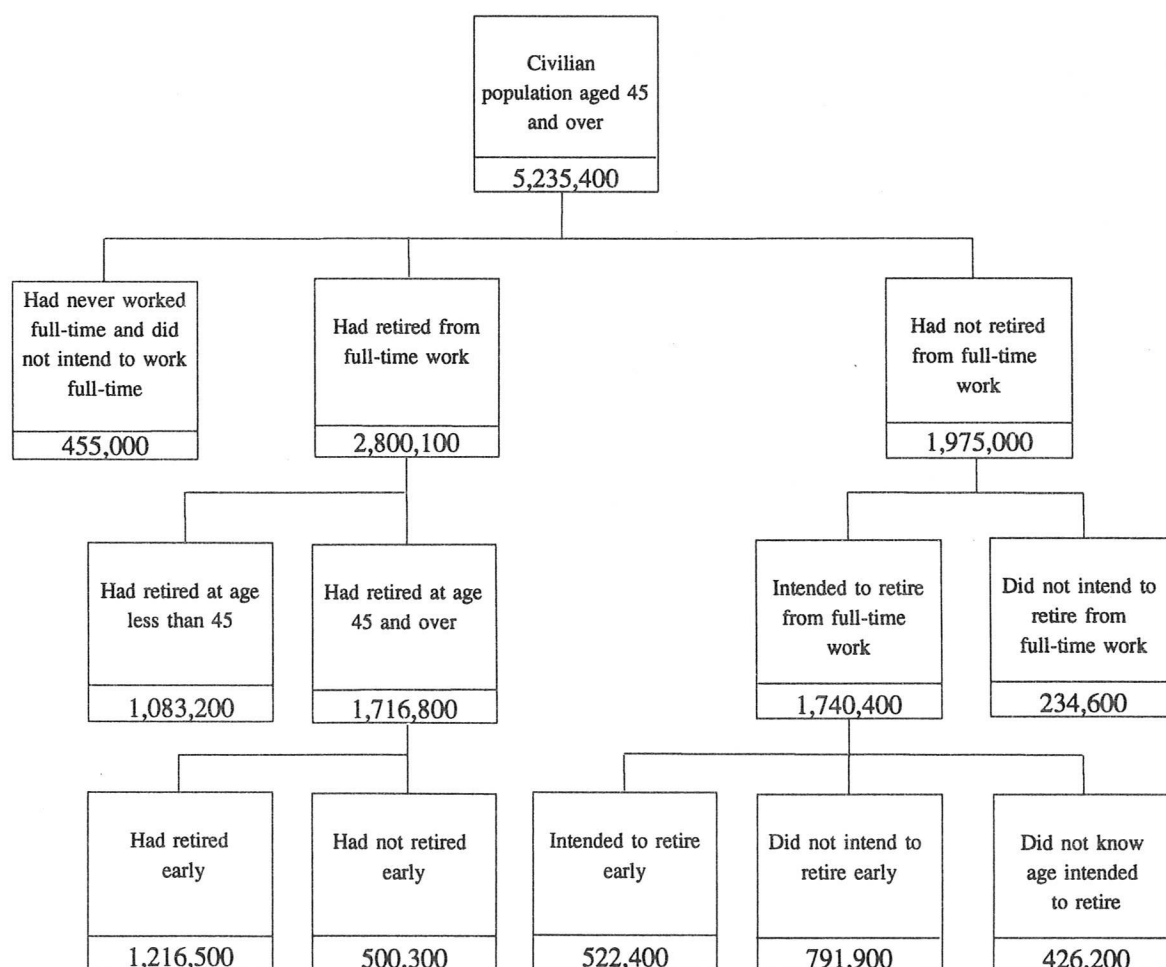 Civilian
population aged 45
and over
5,235,400
Had never worked
full-time and did
not intend to work
full-time
455,000
Had retired from
full-time work
2,800,100
Had not retired
from full-time
work
1,975,000
Had retired at age
less than 45
1,083,200
Had retired at age
45 and over
1,716,800
Intended to retire
from full-time
work
1,740,400
Did not intend to
retire from
full-time work
234,600
Had retired
early
1,216,500
Had not retired
early
500,300
Intended to retire
early
522,400
Did not intend to
retire early
791,900
Did not know
age intended
to retire
426,200